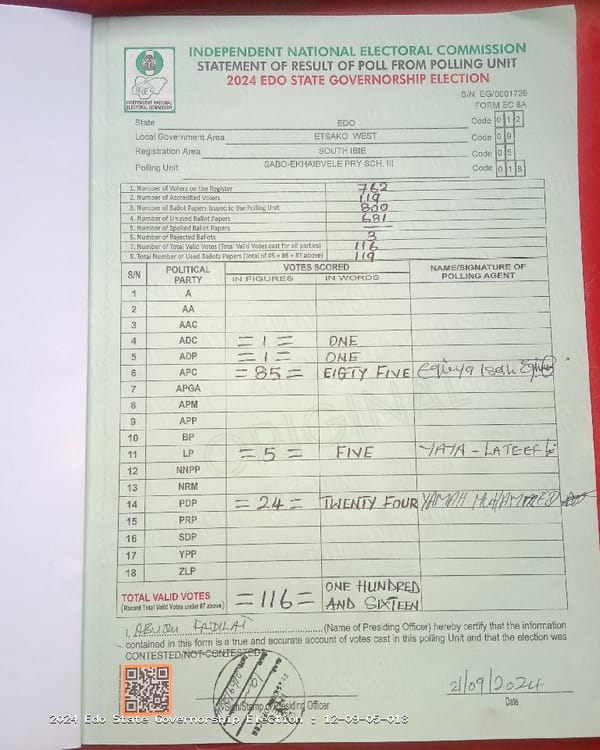 INDEPENDENT NATIONAL ELECTORAL COMMISSION
STATEMENT OF RESULT OF POLL FROM POLLING UNIT
2024 EDO STATE GOVERNORSHIP ELECTION
INEC
INDEPENDENT NATIONAL ELECTORAL COMMISSION
S/N. EG/0001726
FORM EC 8A
State EDO Code 0 1 2
Local Government Area ETSAKO WEST Code 0 9
Registration Area SOUTH IBIE Code 0 5
Polling Unit SABO-EKHAIBVELE PRY SCH. III Code 0 1 8
1. Number of Voters on the Register 762
2. Number of Accredited Voters 119
3. Number of Ballot Papers Issued to the Polling Unit 800
4. Number of Unused Ballot Papers 681
5. Number of Spoiled Ballot Papers —
6. Number of Rejected Ballots 3
7. Number of Total Valid Votes (Total Valid Votes cast for all parties) 116
8. Total Number of Used Ballots Papers (Total of #5 + #6 + #7 above) 119
S/N POLITICAL PARTY VOTES SCORED NAME/SIGNATURE OF POLLING AGENT
IN FIGURES IN WORDS
1 A
2 AA
3 AAC
4 ADC = 1 = ONE
5 ADP = 1 = ONE
6 APC = 85 = EIGTY FIVE
7 APGA
8 APM
9 APP
10 BP
11 LP = 5 = FIVE YAYA - LATEEF
12 NNPP
13 NRM
14 PDP = 24 = TWENTY FOUR YAMAH MUHAMMED
15 PRP
16 SDP
17 YPP
18 ZLP
ORIGINAL
TOTAL VALID VOTES = 116 = ONE HUNDRED AND SIXTEEN
(Record Total Valid Votes under #7 above)
I, ABUDU FADILAT (Name of Presiding Officer) hereby certify that the information
contained in this form is a true and accurate account of votes cast in this polling Unit and that the election was
CONTESTED/NOT CONTESTED
21/09/2024
Sign/Stamp of Presiding Officer Date
2024 Edo State Governorship Election : 12-09-05-018